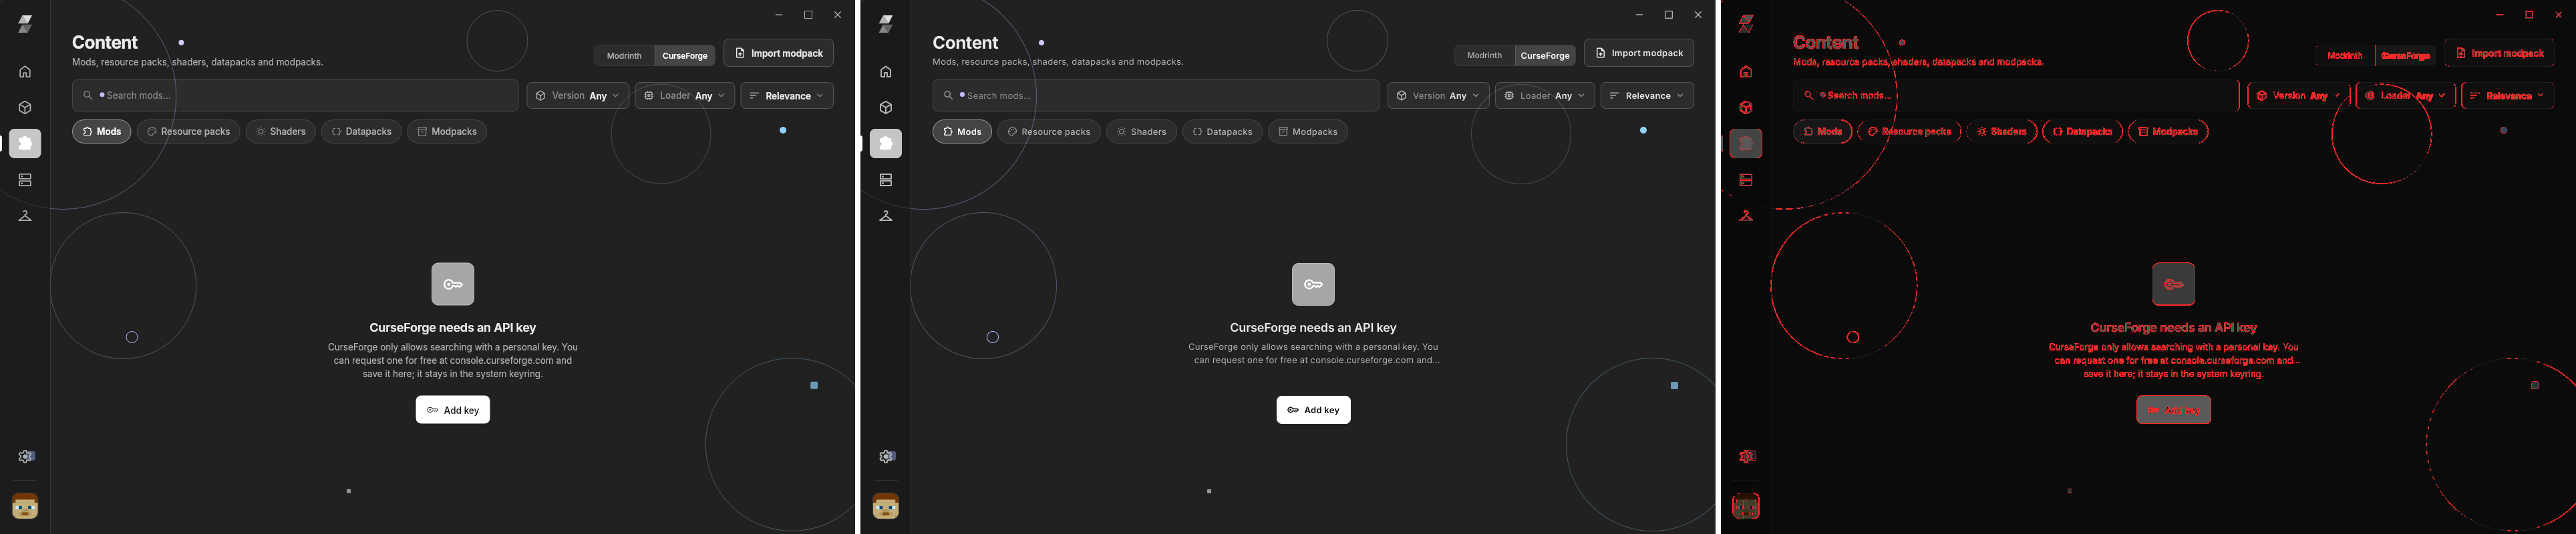 Content
Mods, resource packs, shaders, datapacks and modpacks.
Modrinth
CurseForge
Import modpack
Search mods...
Version Any
Loader Any
Relevance
Mods
Resource packs
Shaders
Datapacks
Modpacks
CurseForge needs an API key
CurseForge only allows searching with a personal key. You
can request one for free at console.curseforge.com and
save it here; it stays in the system keyring.
Add key
Content
Mods, resource packs, shaders, datapacks and modpacks.
Modrinth
CurseForge
Import modpack
Search mods...
Version Any
Loader Any
Relevance
Mods
Resource packs
Shaders
Datapacks
Modpacks
CurseForge needs an API key
CurseForge only allows searching with a personal key. You
can request one for free at console.curseforge.com and...
Add key
Content
Mods, resource packs, shaders, datapacks and modpacks.
Modrinth
CurseForge
Import modpack
Search mods...
Version Any
Loader Any
Relevance
Mods
Resource packs
Shaders
Datapacks
Modpacks
CurseForge needs an API key
CurseForge only allows searching with a personal key. You
can request one for free at console.curseforge.com and...
save it here; it stays in the system keyring.
Add key